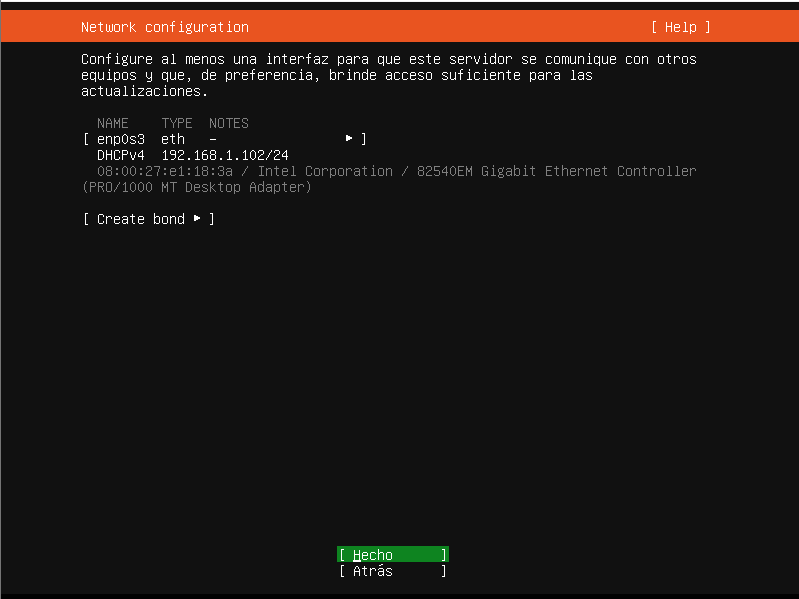 Network configuration [ Help ]
Configure al menos una interfaz para que este servidor se comunique con otros
equipos y que, de preferencia, brinde acceso suficiente para las
actualizaciones.
NAME TYPE NOTES
[ enp0s3 eth - ▸ ]
DHCPv4 192.168.1.102/24
08:00:27:e1:18:3a / Intel Corporation / 82540EM Gigabit Ethernet Controller
(PRO/1000 MT Desktop Adapter)
[ Create bond ▸ ]
[ Hecho ]
[ Atrás ]